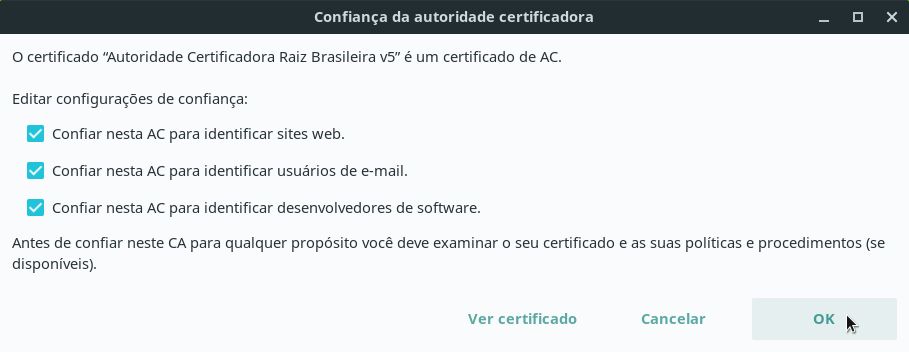 Confiança da autoridade certificadora
O certificado “Autoridade Certificadora Raiz Brasileira v5” é um certificado de AC.
Editar configurações de confiança:
Confiar nesta AC para identificar sites web.
Confiar nesta AC para identificar usuários de e-mail.
Confiar nesta AC para identificar desenvolvedores de software.
Antes de confiar neste CA para qualquer propósito você deve examinar o seu certificado e as suas políticas e procedimentos (se
disponíveis).
Ver certificado Cancelar OK